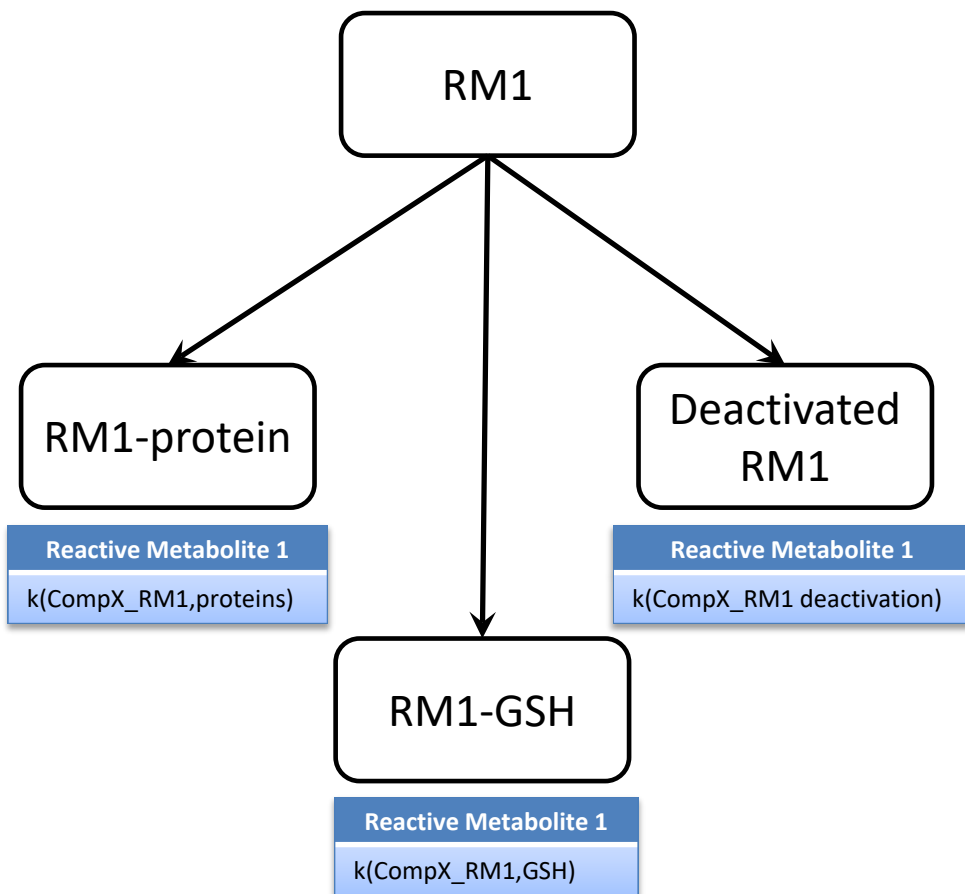 RM1
RM1-protein
Reactive Metabolite 1
k(CompX_RM1,proteins)
Deactivated
RM1
Reactive Metabolite 1
k(CompX_RM1 deactivation)
RM1-GSH
Reactive Metabolite 1
k(CompX_RM1,GSH)